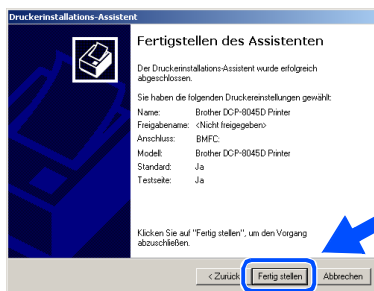 Druckerinstallations-Assistent
Fertigstellen des Assistenten
Der Druckerinstallations-Assistent wurde erfolgreich
abgeschlossen.
Sie haben die folgenden Druckereinstellungen gewählt:
Name: Brother DCP-8045D Printer
Freigabename: <Nicht freigegeben>
Anschluss: BMFC:
Modell: Brother DCP-8045D Printer
Standard: Ja
Testseite: Ja
Klicken Sie auf "Fertig stellen", um den Vorgang
abzuschließen.
< Zurück Fertig stellen Abbrechen